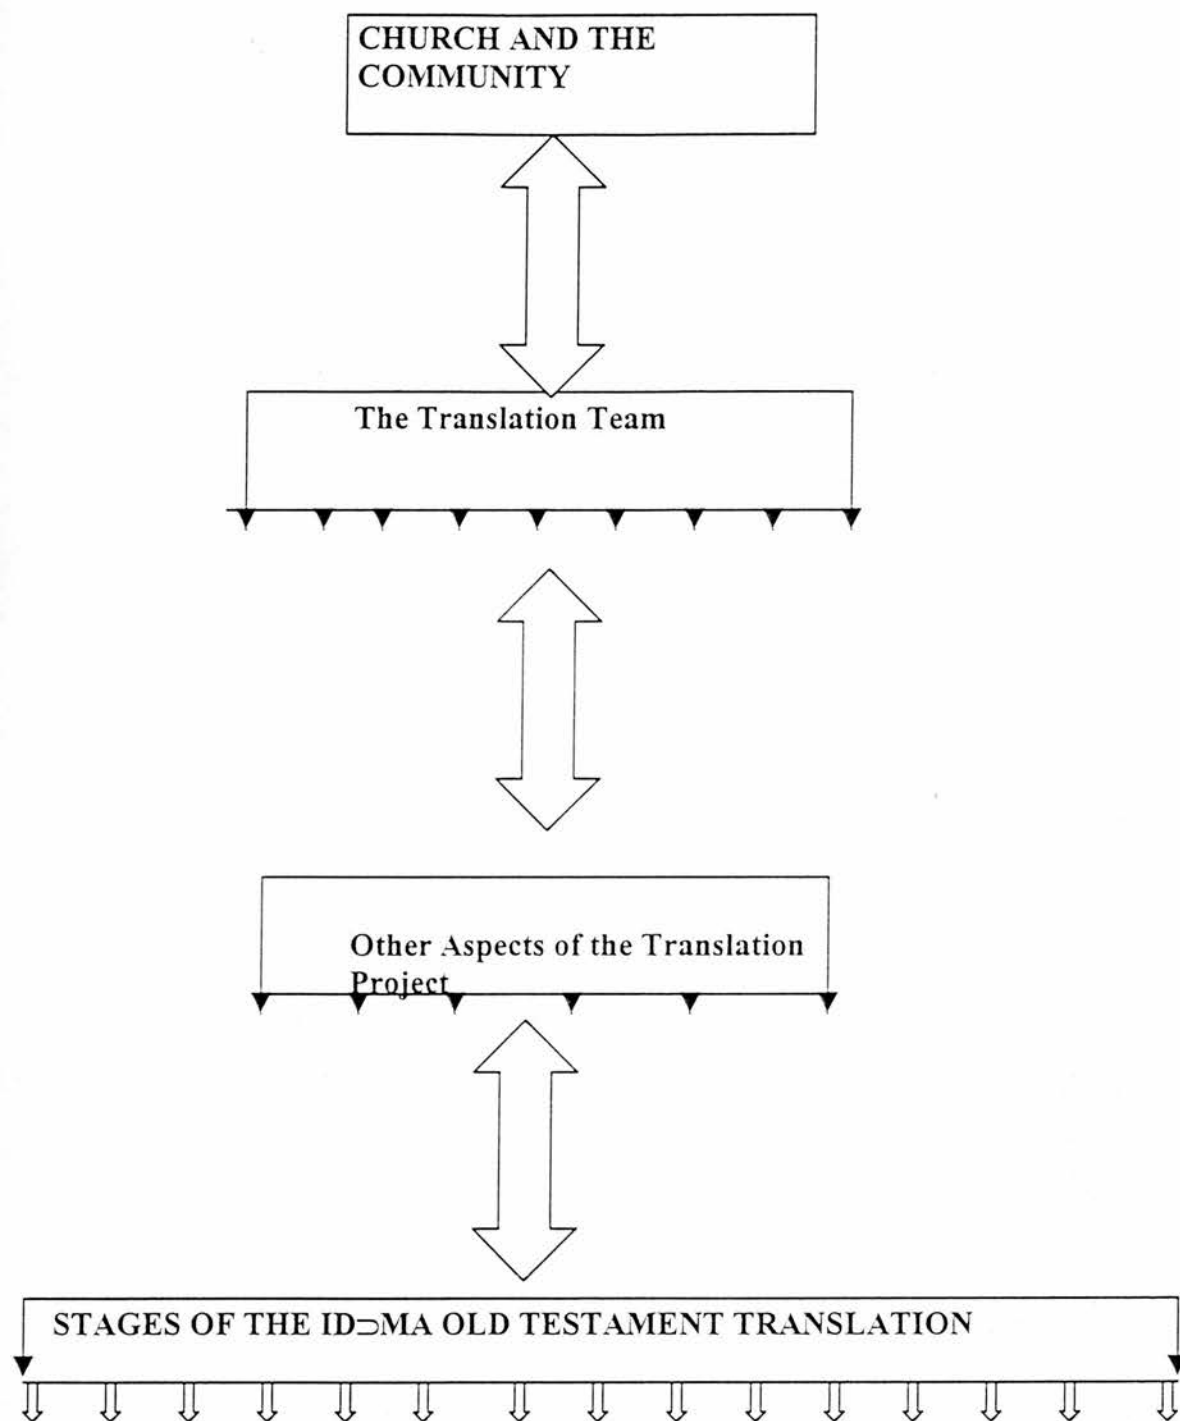 CHURCH AND THE
COMMUNITY
The Translation Team
Other Aspects of the Translation
Project
STAGES OF THE ID⊃MA OLD TESTAMENT TRANSLATION